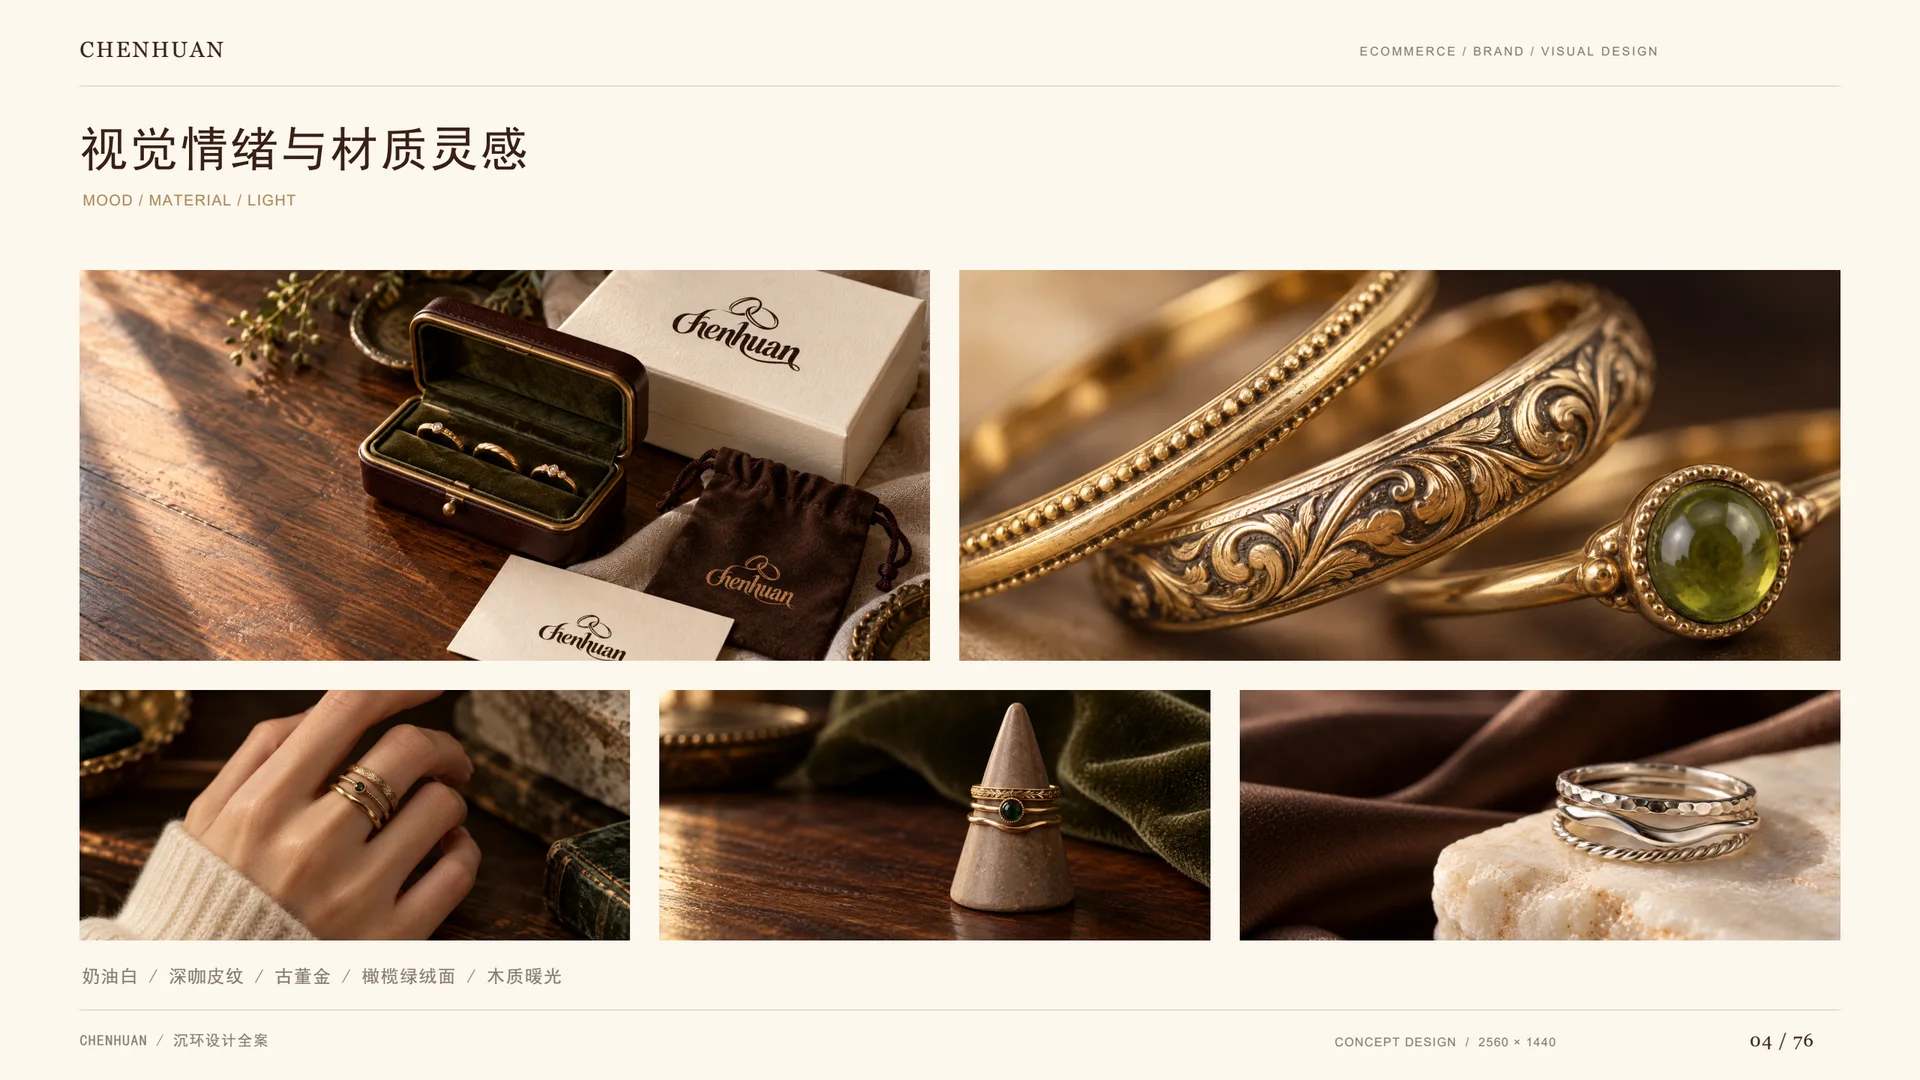 CHENHUAN
ECOMMERCE / BRAND / VISUAL DESIGN
视觉情绪与材质灵感
MOOD / MATERIAL / LIGHT
Chenhuan
Chenhuan
Chenhuan
奶油白 / 深咖皮纹 / 古董金 / 橄榄绿绒面 / 木质暖光
CHENHUAN / 沉环设计全案
CONCEPT DESIGN / 2560 × 1440
04 / 76